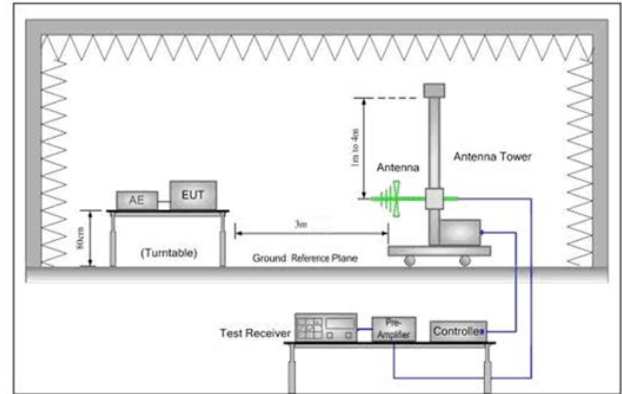 1m to 4m
Antenna
Antenna Tower
AE
EUT
80cm
(Turntable)
3m
Ground Reference Plane
Test Receiver
Pre-
Amplifier
Controller